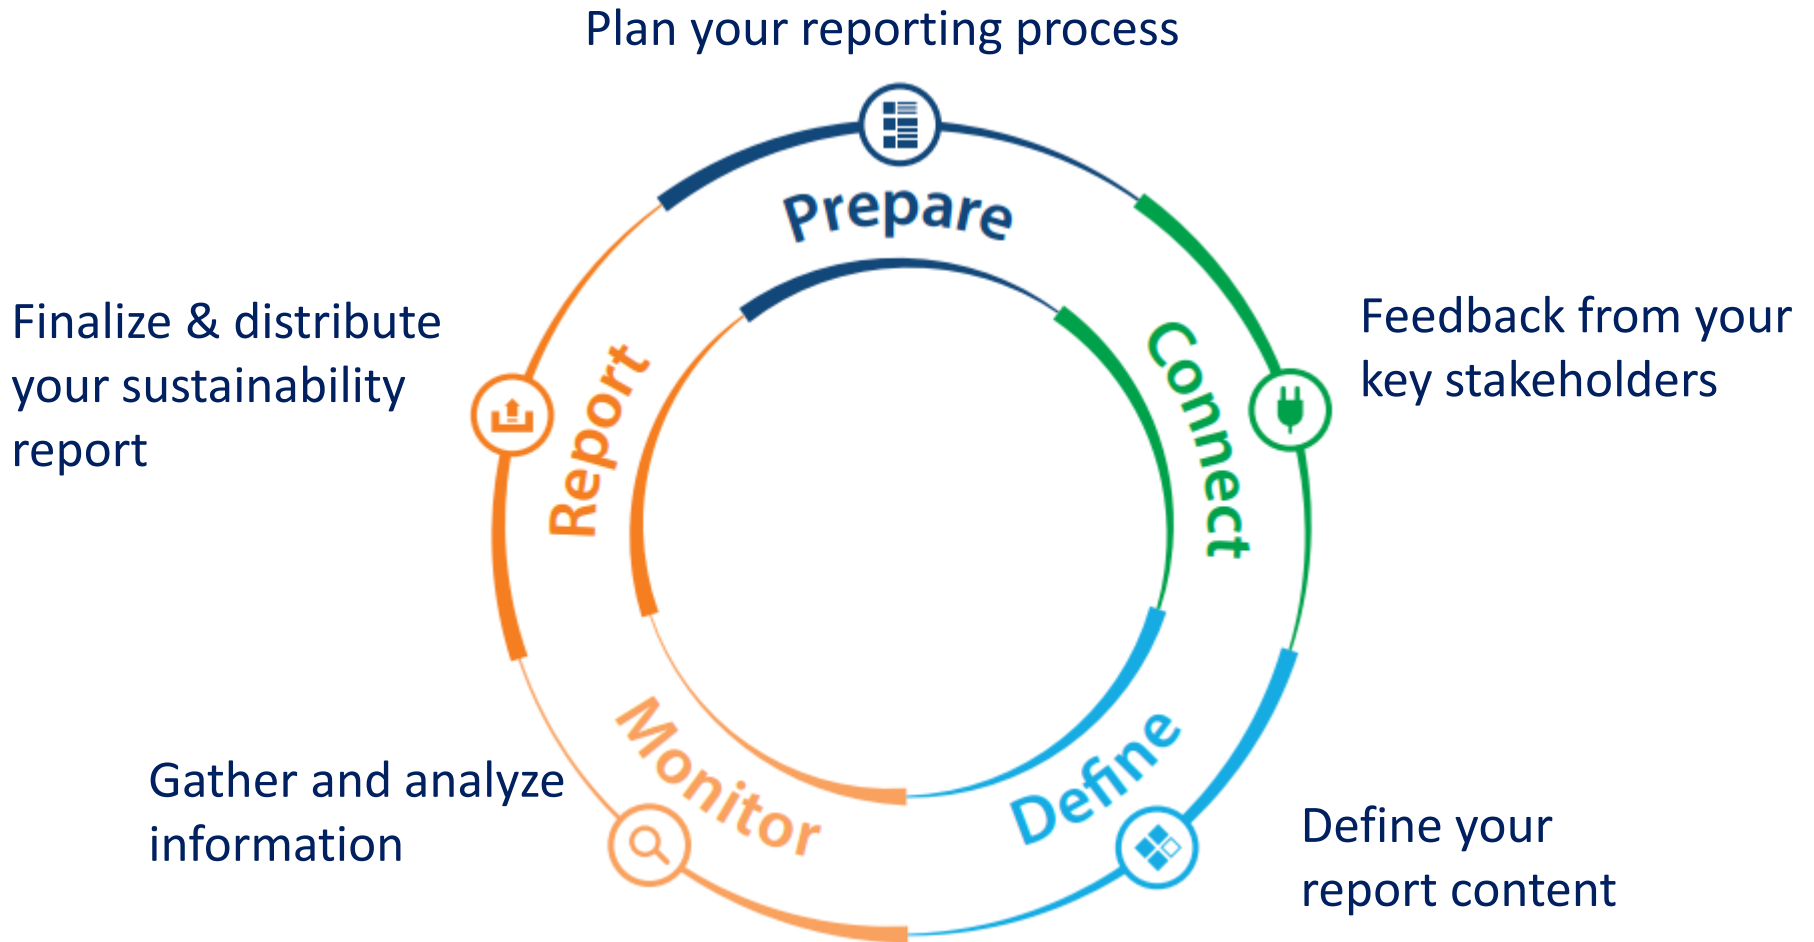 Plan your reporting process
Prepare
Connect
Feedback from your
key stakeholders
Define
Define your
report content
Monitor
Gather and analyze
information
Report
Finalize & distribute
your sustainability
report